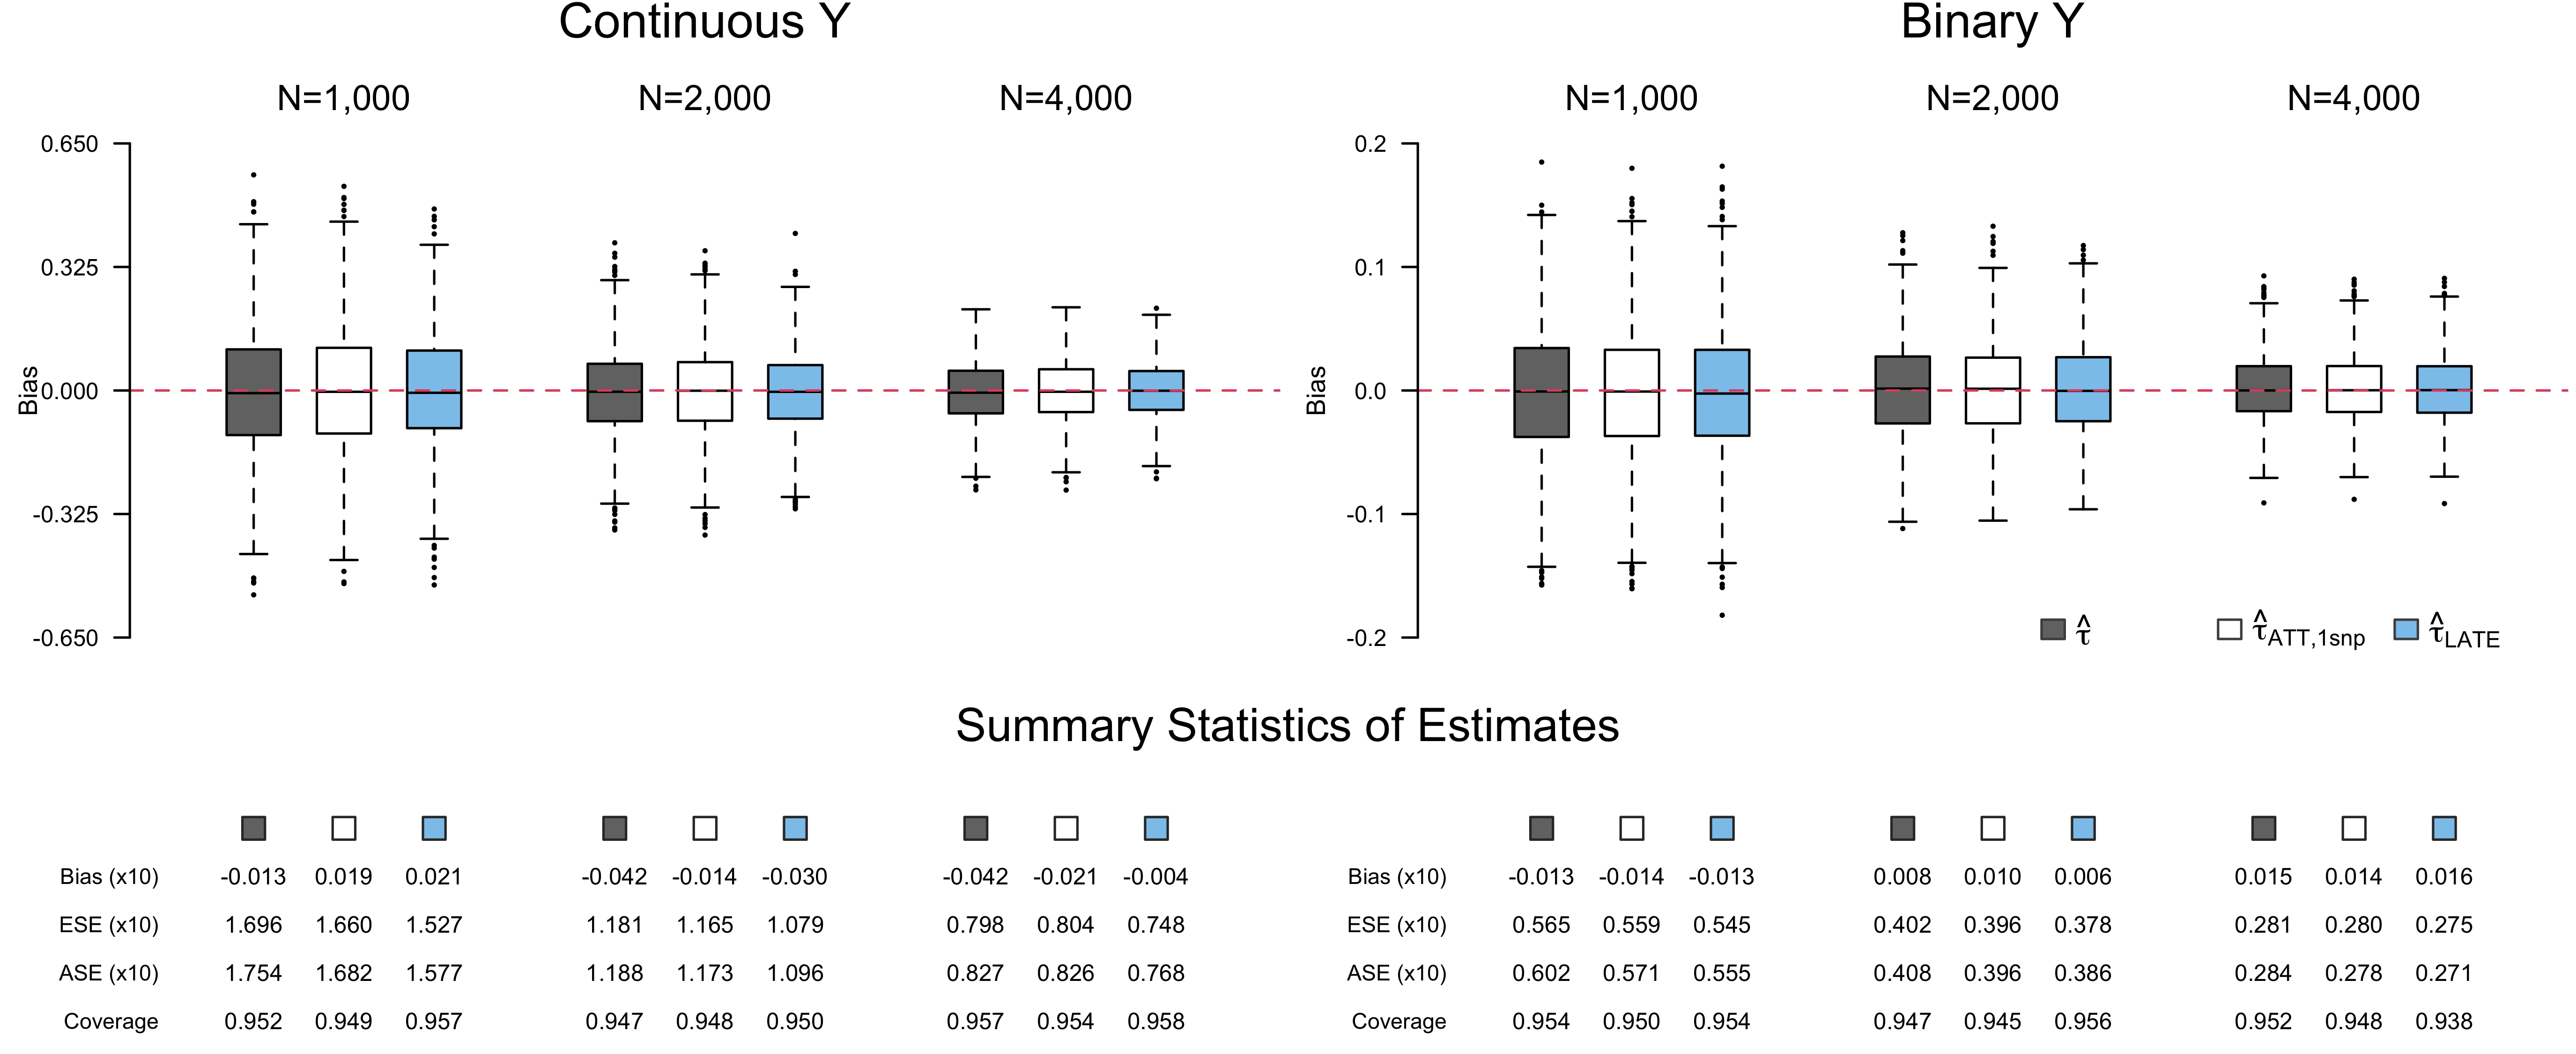 Continuous Y Binary Y
N=1,000 N=2,000 N=4,000 N=1,000 N=2,000 N=4,000
0.650 0.2
0.325 0.1
0.000 0.0
-0.325 -0.1
-0.650 -0.2
Bias Bias
τ̂ τ̂ATT,1snp τ̂LATE
Summary Statistics of Estimates
Bias (x10) -0.013 0.019 0.021 -0.042 -0.014 -0.030 -0.042 -0.021 -0.004 Bias (x10) -0.013 -0.014 -0.013 0.008 0.010 0.006 0.015 0.014 0.016
ESE (x10) 1.696 1.660 1.527 1.181 1.165 1.079 0.798 0.804 0.748 ESE (x10) 0.565 0.559 0.545 0.402 0.396 0.378 0.281 0.280 0.275
ASE (x10) 1.754 1.682 1.577 1.188 1.173 1.096 0.827 0.826 0.768 ASE (x10) 0.602 0.571 0.555 0.408 0.396 0.386 0.284 0.278 0.271
Coverage 0.952 0.949 0.957 0.947 0.948 0.950 0.957 0.954 0.958 Coverage 0.954 0.950 0.954 0.947 0.945 0.956 0.952 0.948 0.938